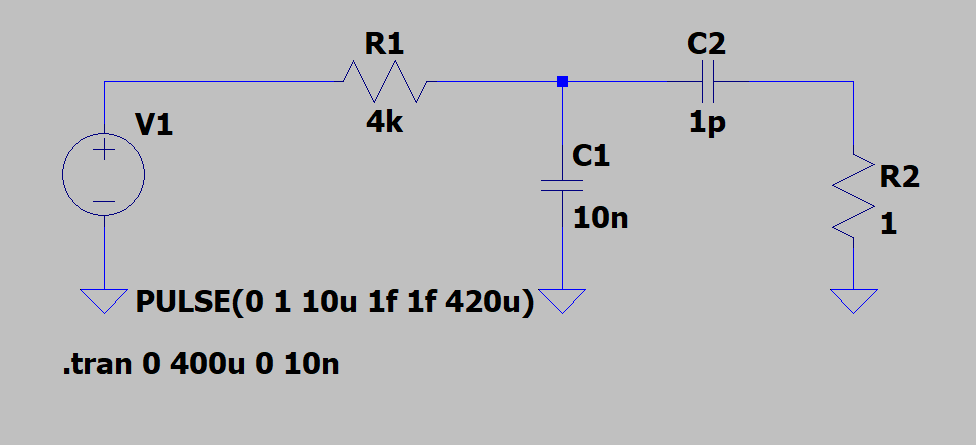 R1
C2
V1
4k
1p
C1
R2
10n
1
PULSE(0 1 10u 1f 1f 420u)
.tran 0 400u 0 10n